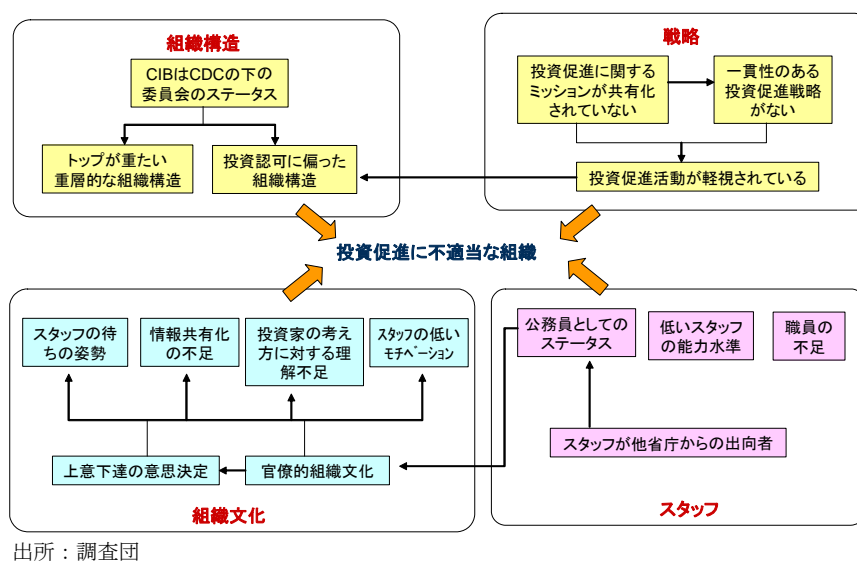 組織構造
CIBはCDCの下の
委員会のステータス
トップが重たい
重層的な組織構造
投資認可に偏った
組織構造
戦略
投資促進に関する
ミッションが共有化
されていない
一貫性のある
投資促進戦略
がない
投資促進活動が軽視されている
投資促進に不適当な組織
スタッフの待
ちの姿勢
情報共有化
の不足
投資家の考え
方に対する理
解不足
スタッフの低い
モチベーション
上意下達の意思決定
官僚的組織文化
組織文化
公務員としての
ステータス
低いスタッフ
の能力水準
職員の
不足
スタッフが他省庁からの出向者
スタッフ
出所：調査団